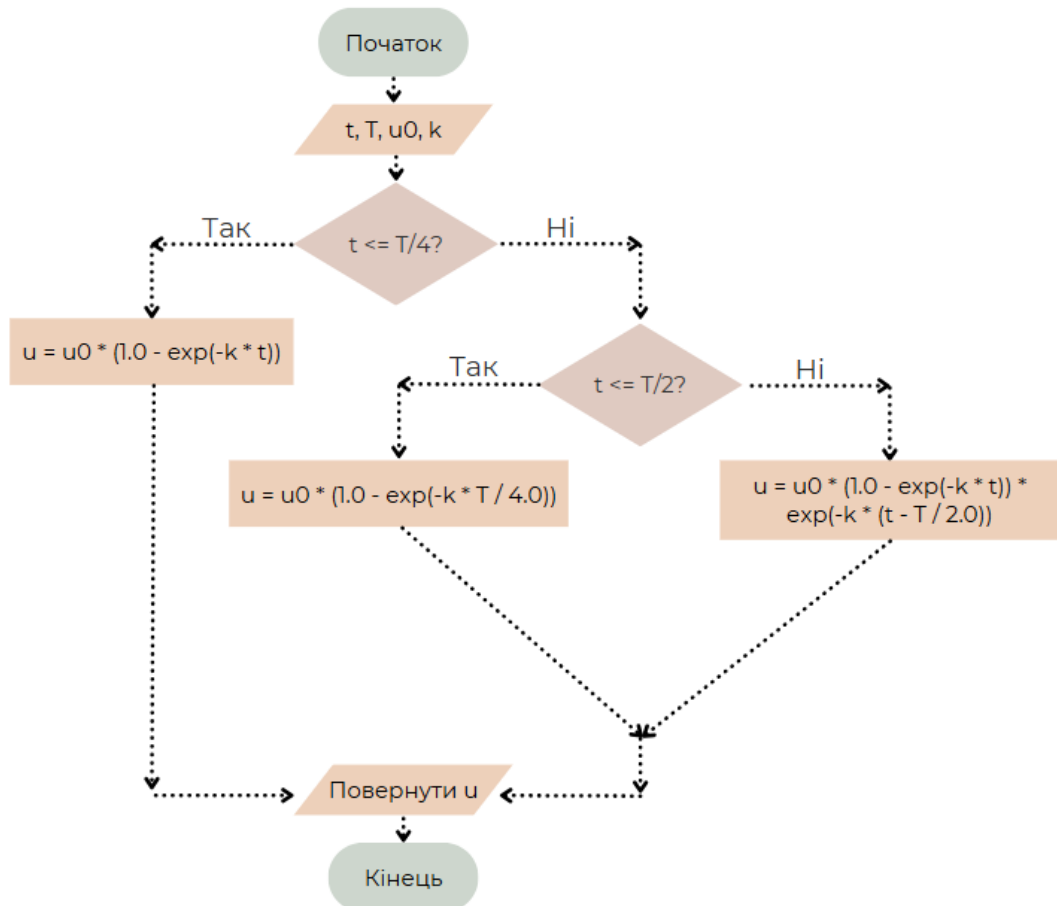 Початок
t, T, u0, k
Так
t <= T/4?
Ні
u = u0 * (1.0 - exp(-k * t))
Так
t <= T/2?
Ні
u = u0 * (1.0 - exp(-k * T / 4.0))
u = u0 * (1.0 - exp(-k * t)) *
exp(-k * (t - T / 2.0))
Повернути u
Кінець